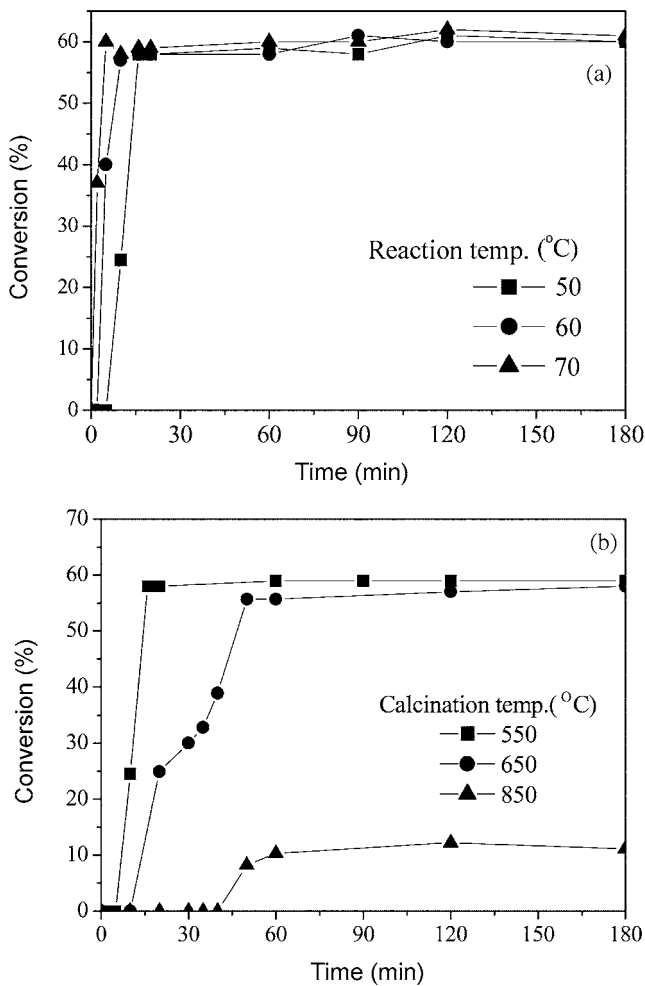 (a)
60
50
40
30
20
10
0
Conversion (%)
Reaction temp. (°C)
50
60
70
0 30 60 90 120 150 180
Time (min)
(b)
70
60
50
40
30
20
10
0
Conversion (%)
Calcination temp.(°C)
550
650
850
0 30 60 90 120 150 180
Time (min)